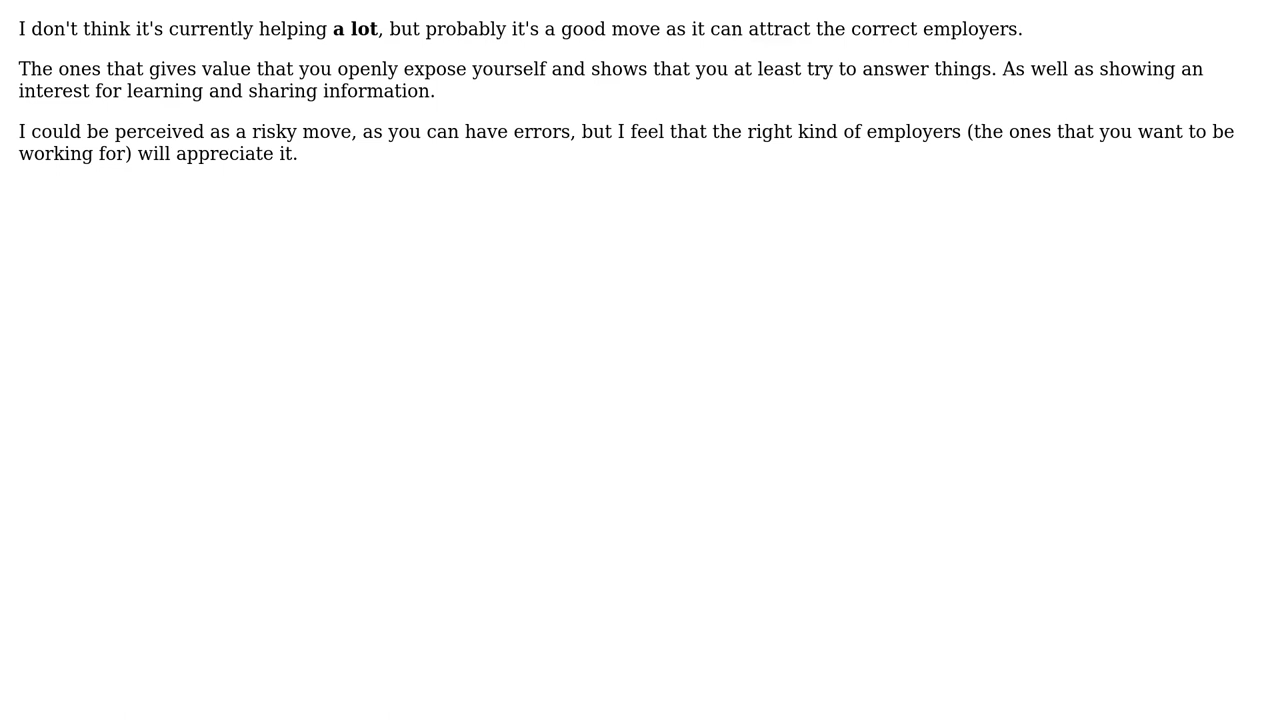 I don't think it's currently helping a lot, but probably it's a good move as it can attract the correct employers.
The ones that gives value that you openly expose yourself and shows that you at least try to answer things. As well as showing an
interest for learning and sharing information.
I could be perceived as a risky move, as you can have errors, but I feel that the right kind of employers (the ones that you want to be
working for) will appreciate it.